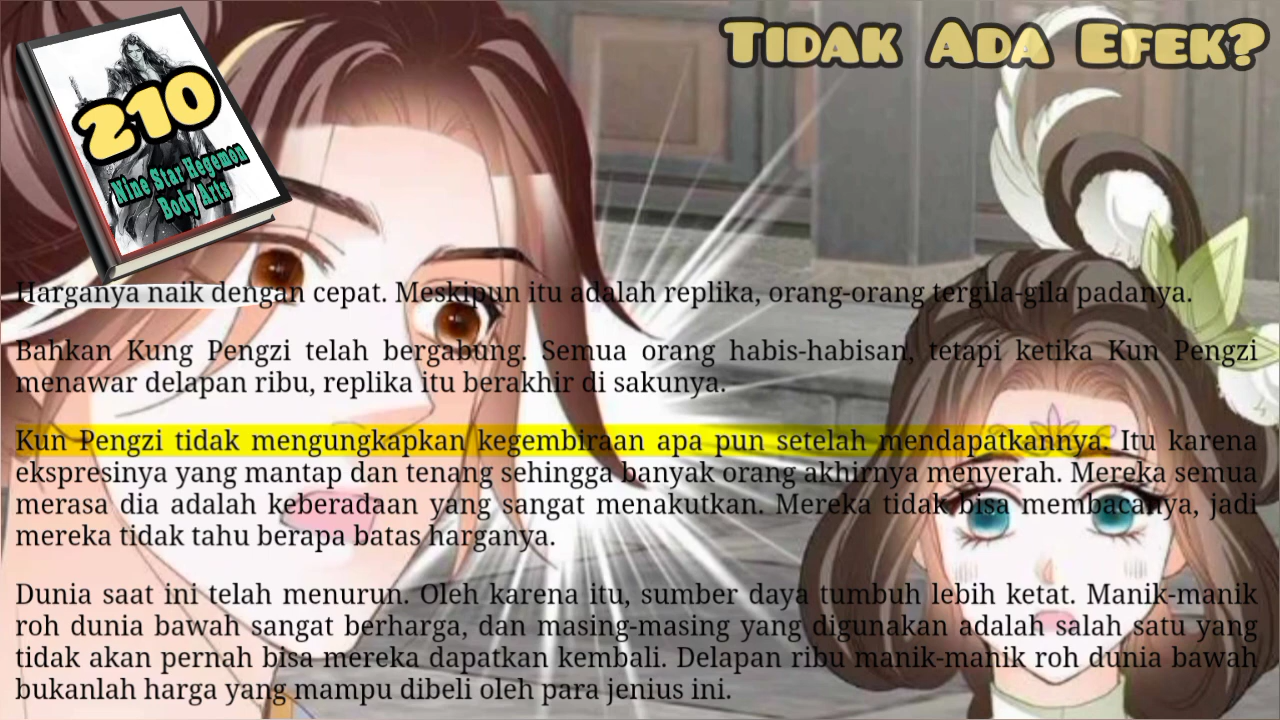 TIDAK ADA EFEK?
210
Nine Star Hegemon
Body Arts
Harganya naik dengan cepat. Meskipun itu adalah replika, orang-orang tergila-gila padanya.
Bahkan Kung Pengzi telah bergabung. Semua orang habis-habisan, tetapi ketika Kun Pengzi
menawar delapan ribu, replika itu berakhir di sakunya.
Kun Pengzi tidak mengungkapkan kegembiraan apa pun setelah mendapatkannya. Itu karena
ekspresinya yang mantap dan tenang sehingga banyak orang akhirnya menyerah. Mereka semua
merasa dia adalah keberadaan yang sangat menakutkan. Mereka tidak bisa membacanya, jadi
mereka tidak tahu berapa batas harganya.
Dunia saat ini telah menurun. Oleh karena itu, sumber daya tumbuh lebih ketat. Manik-manik
roh dunia bawah sangat berharga, dan masing-masing yang digunakan adalah salah satu yang
tidak akan pernah bisa mereka dapatkan kembali. Delapan ribu manik-manik roh dunia bawah
bukanlah harga yang mampu dibeli oleh para jenius ini.